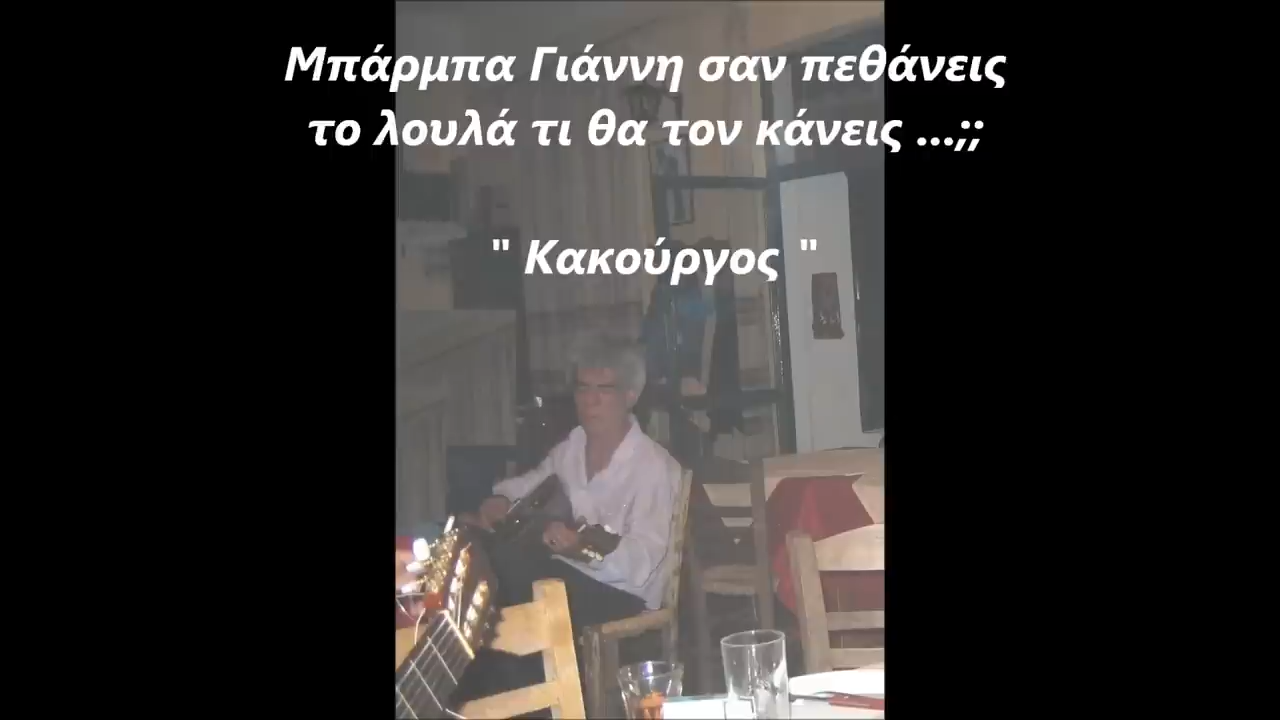 Μπάρμπα Γιάννη σαν πεθάνεις
το λουλά τι θα τον κάνεις ...;;
" Κακούργος "